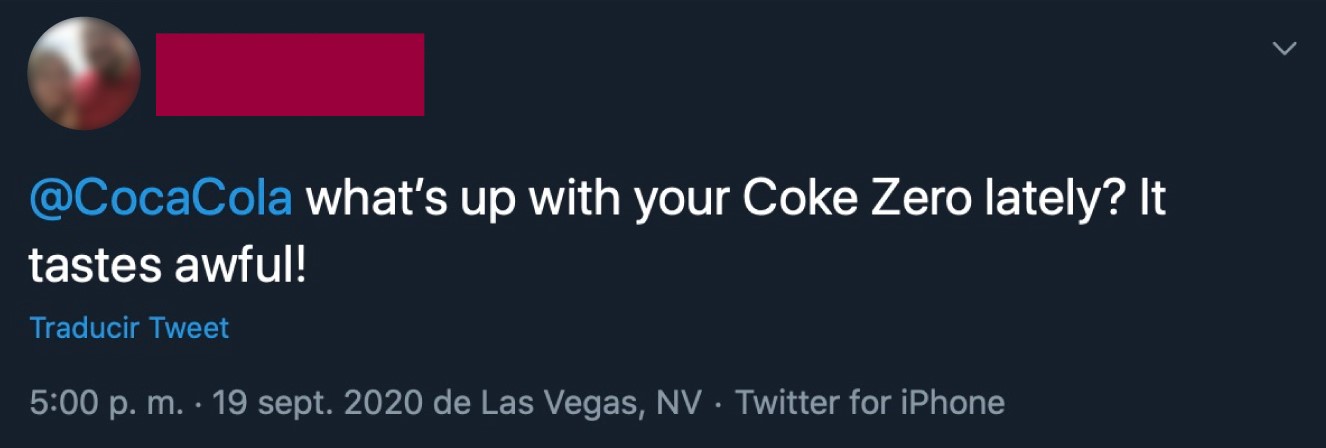 @CocaCola what’s up with your Coke Zero lately? It
tastes awful!
Traducir Tweet
5:00 p. m. · 19 sept. 2020 de Las Vegas, NV · Twitter for iPhone